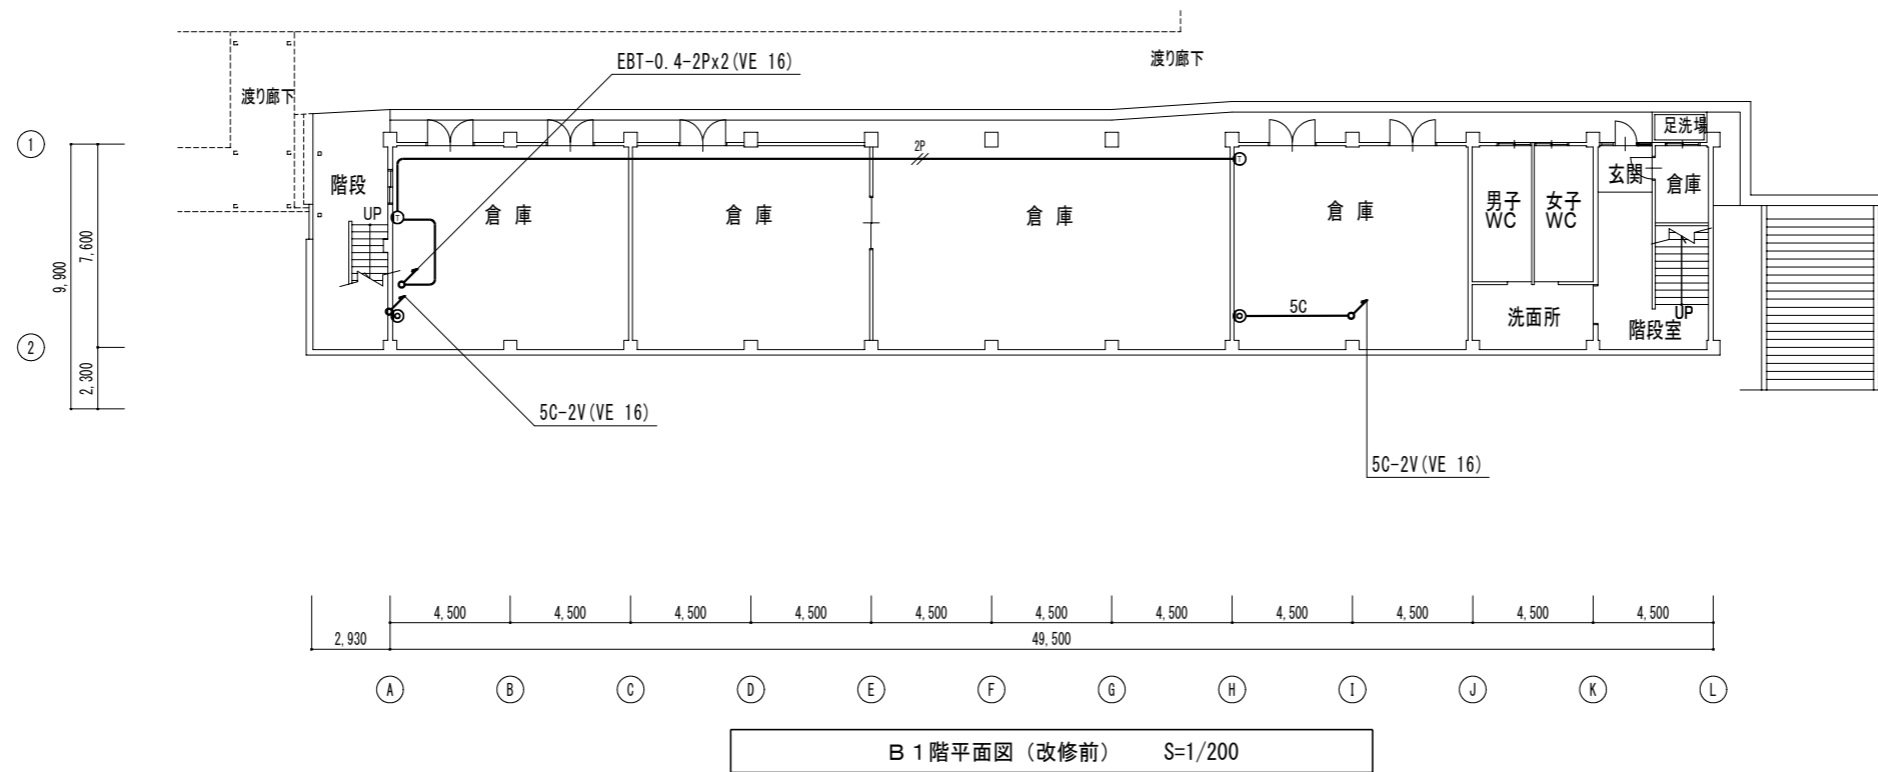 EBT-0.4-2Px2(VE 16)
渡り廊下
渡り廊下
足洗場
1
2P
T
階段
倉 庫
倉 庫
倉 庫
倉 庫
男子
WC
女子
WC
玄関
倉庫
UP
T
7,600
9,900
5C
洗面所
階段室
UP
2
2,300
5C-2V(VE 16)
5C-2V(VE 16)
4,500 4,500 4,500 4,500 4,500 4,500 4,500 4,500 4,500 4,500 4,500
2,930 49,500
A B C D E F G H I J K L
B1階平面図(改修前) S=1/200